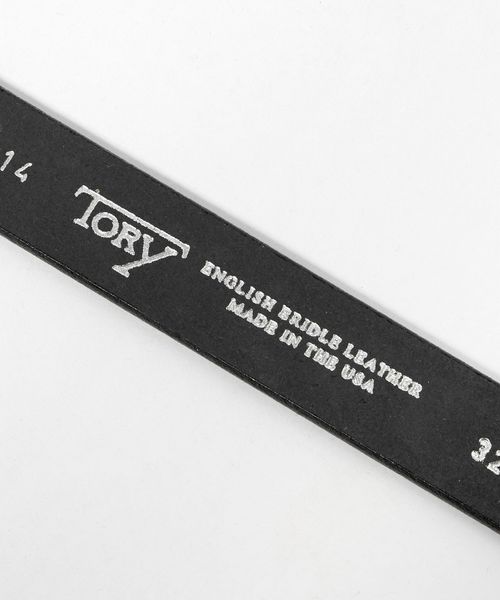 14
TORY
ENGLISH BRIDLE LEATHER
MADE IN THE USA
32